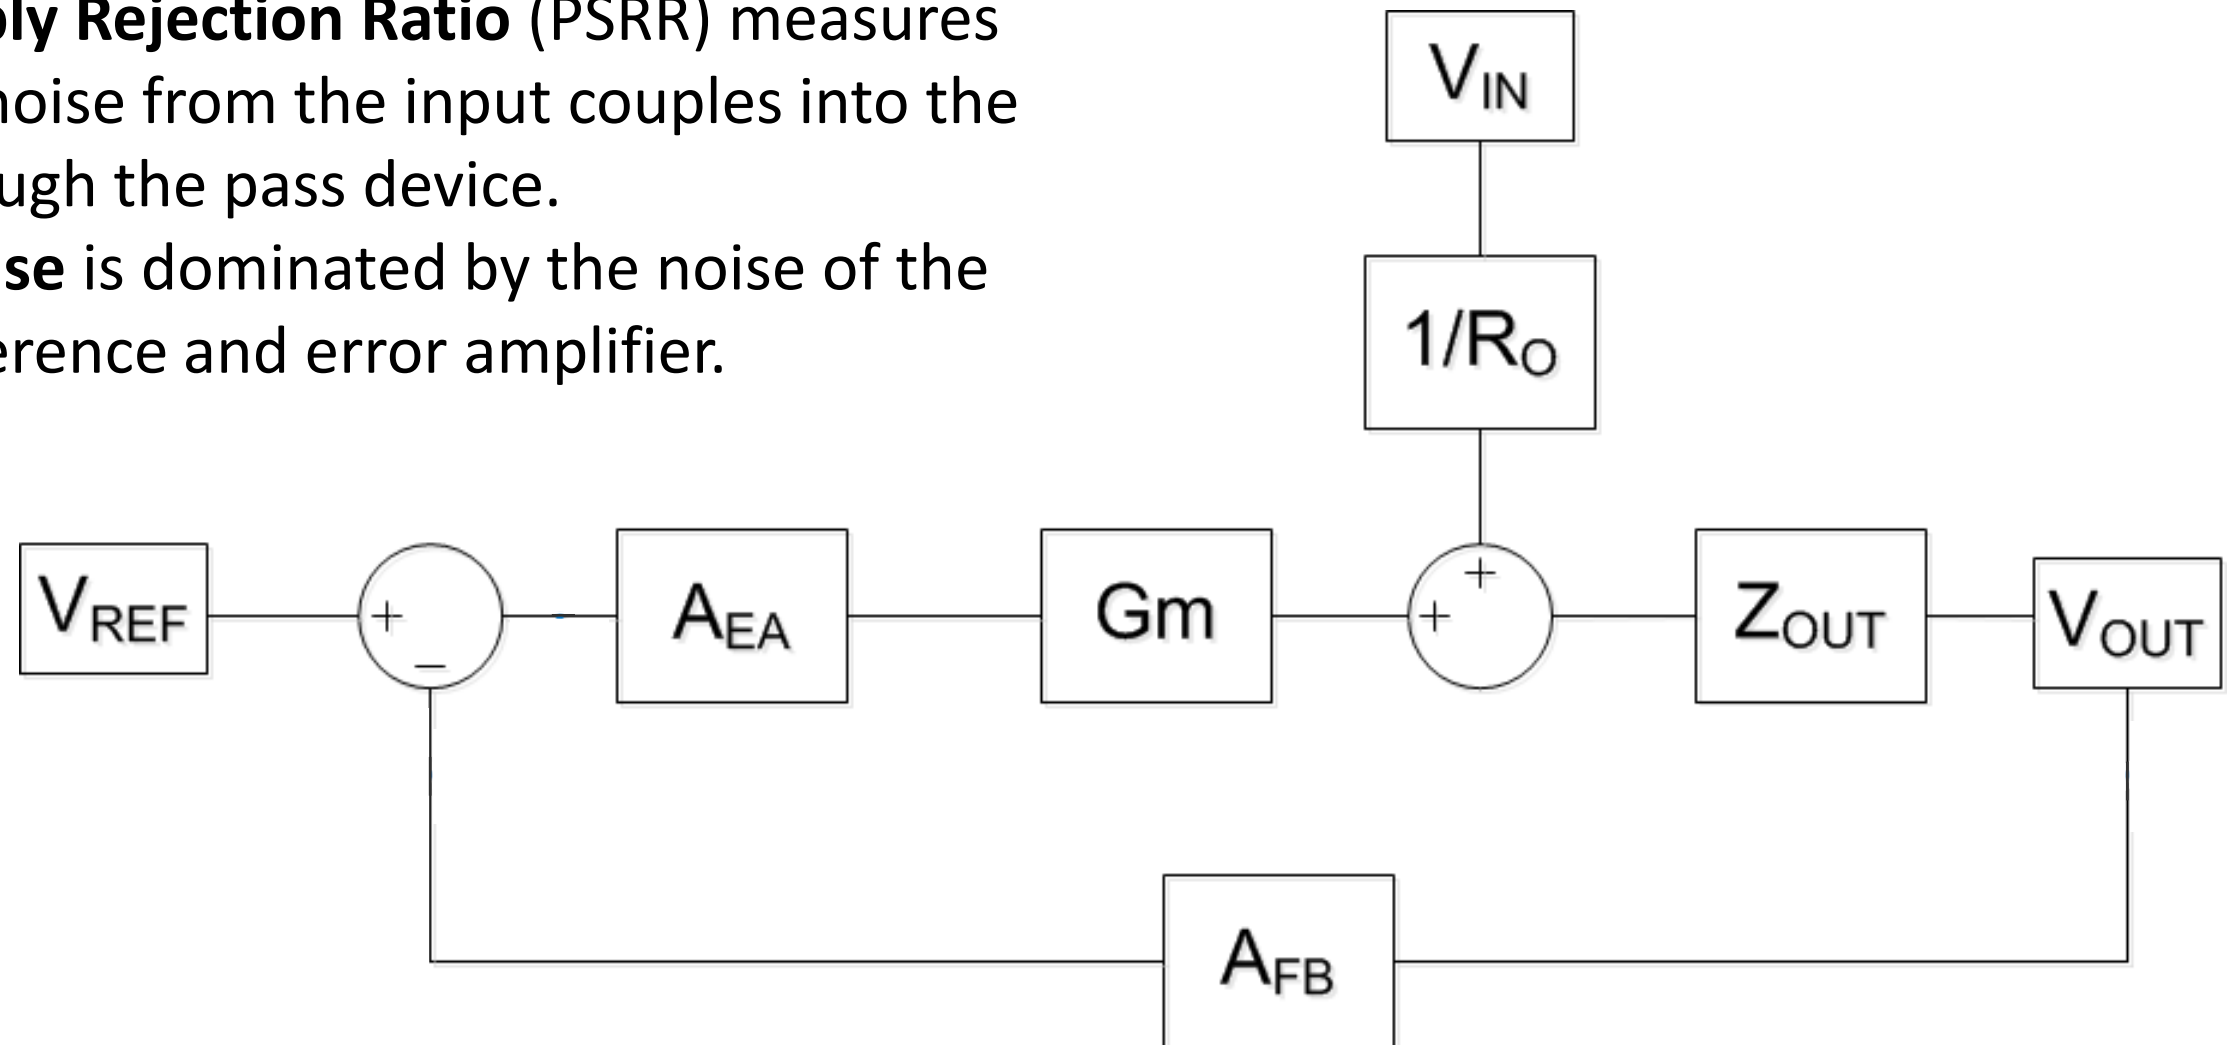 ply Rejection Ratio (PSRR) measures
noise from the input couples into the
ugh the pass device.
se is dominated by the noise of the
erence and error amplifier.
VIN
1/RO
VREF
+
−
AEA
Gm
+
+
ZOUT
VOUT
AFB